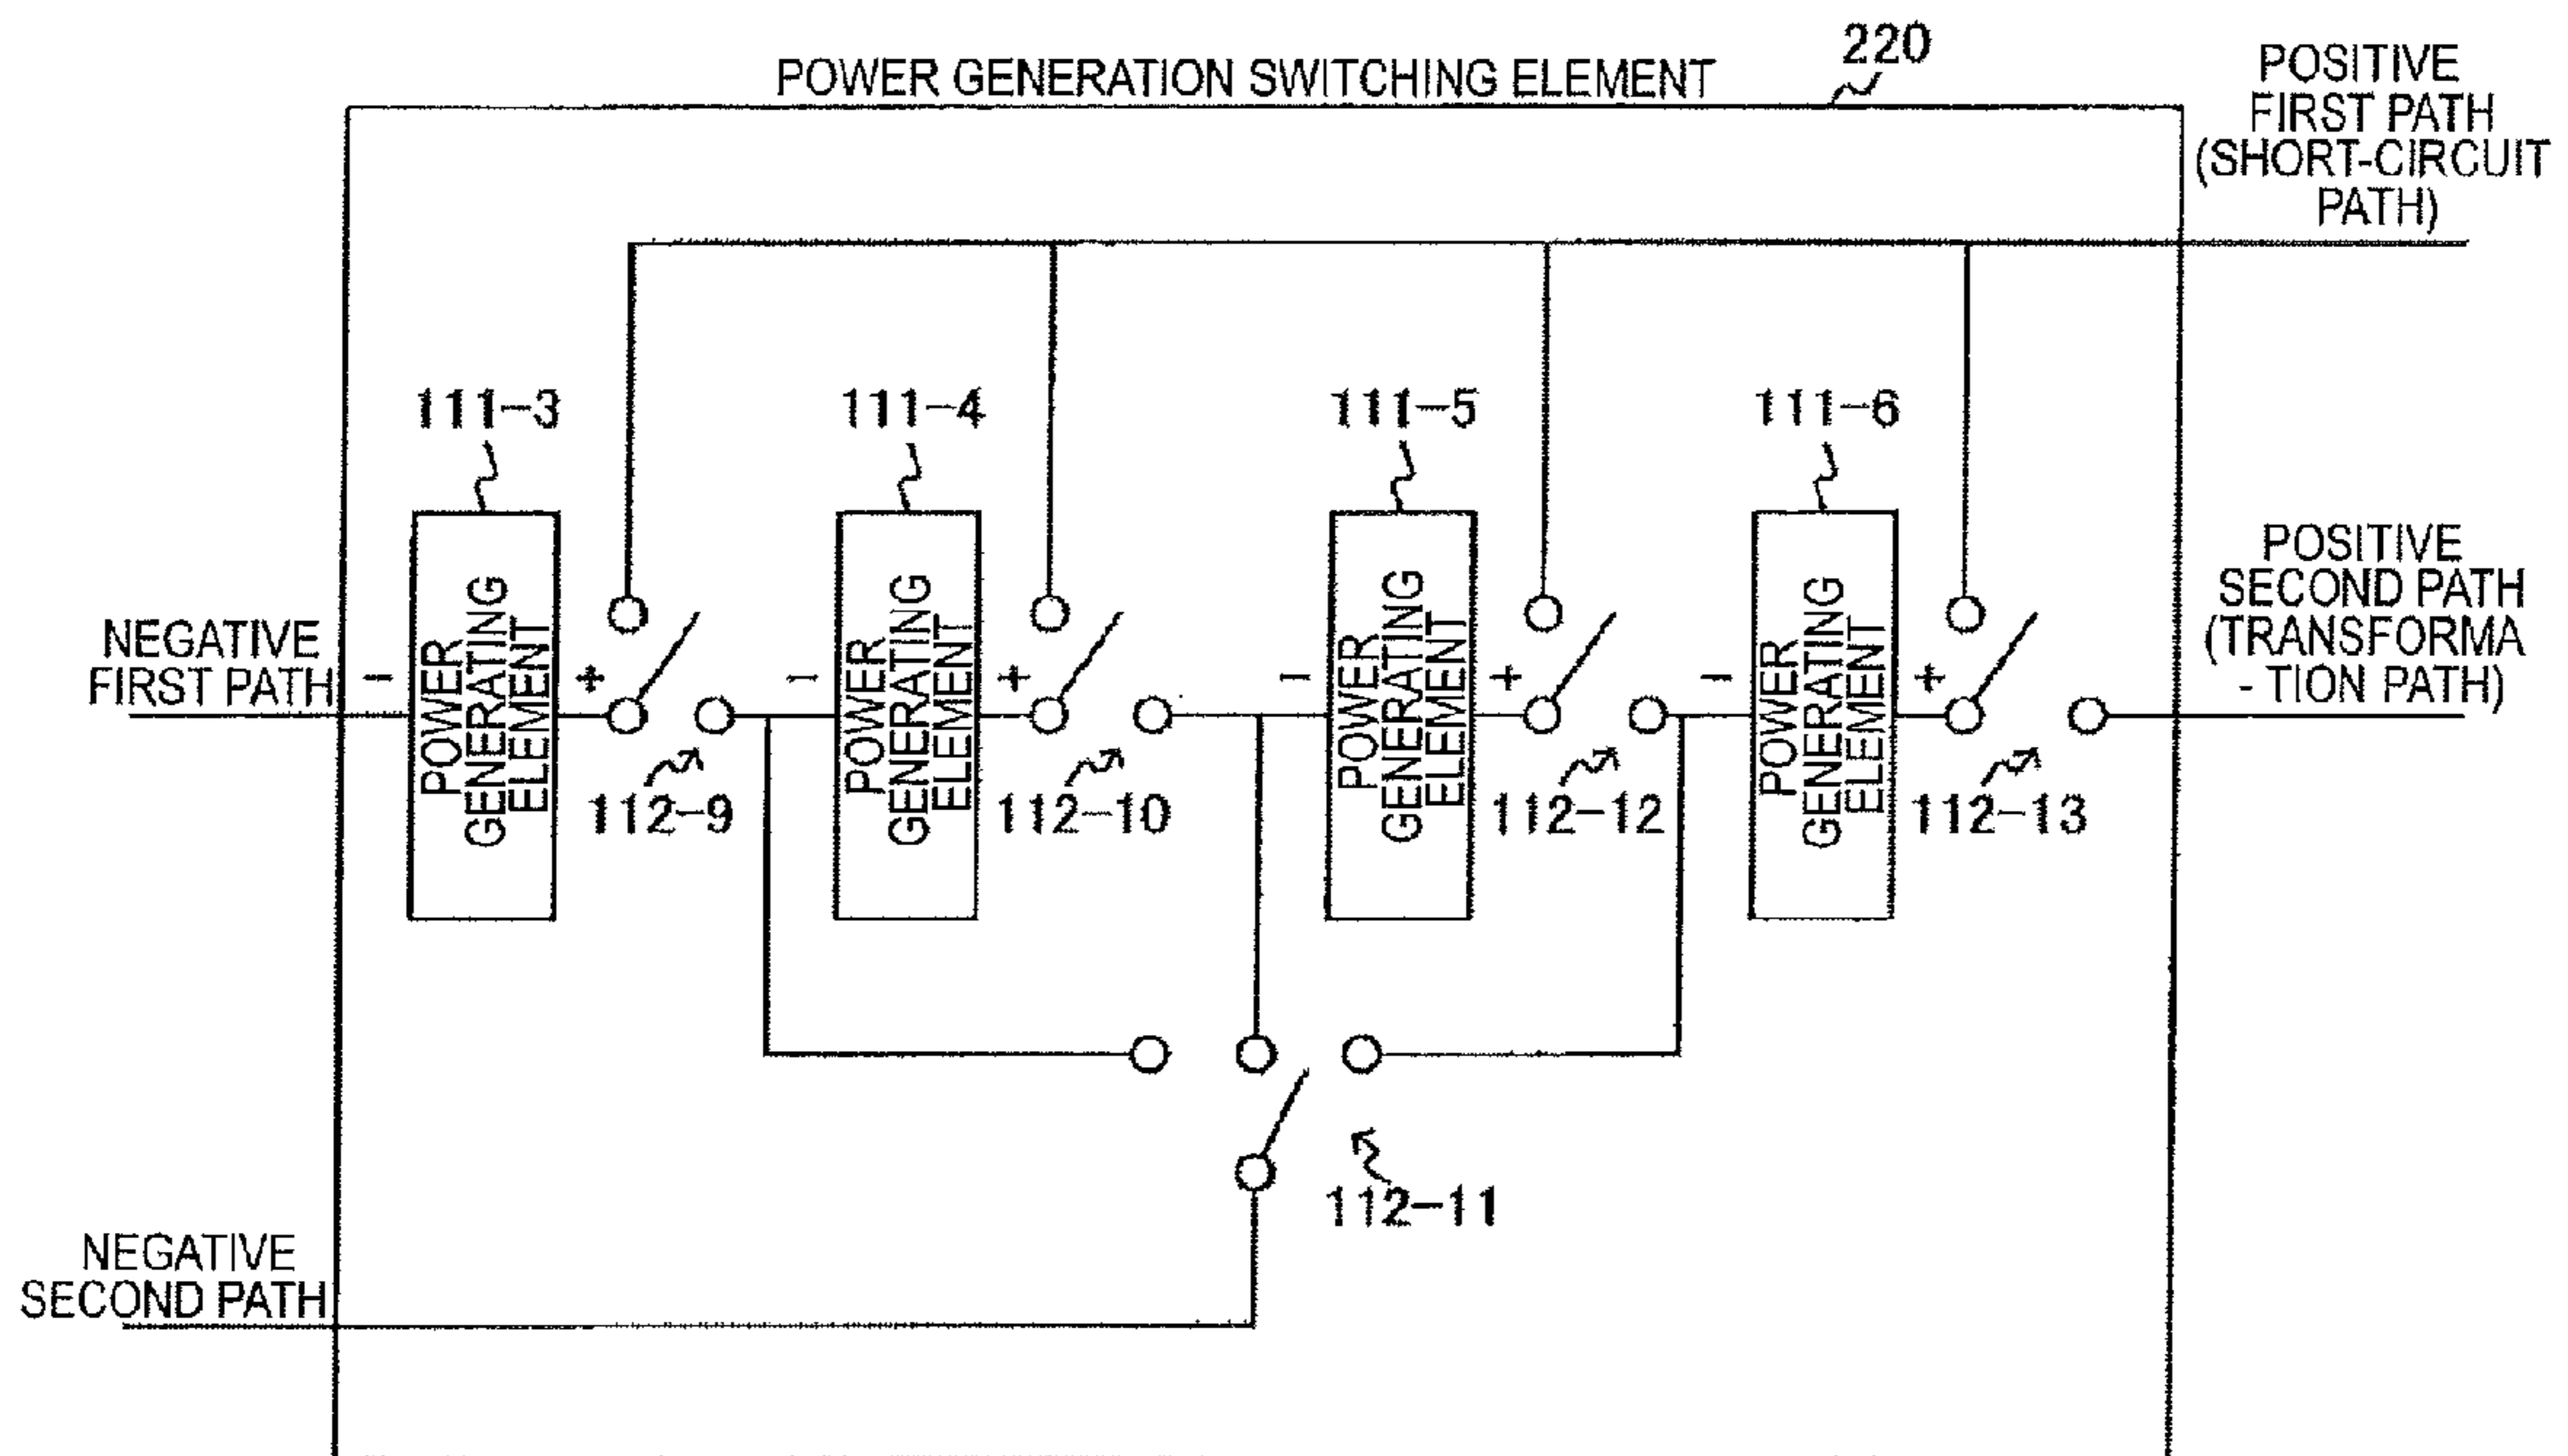 220
POWER GENERATION SWITCHING ELEMENT
POSITIVE
FIRST PATH
(SHORT-CIRCUIT
PATH)
111-3
111-4
111-5
111-6
POSITIVE
SECOND PATH
(TRANSFORMA
- TION PATH)
NEGATIVE
FIRST PATH
-
+
-
+
-
+
-
+
POWER
GENERATING
ELEMENT
POWER
GENERATING
ELEMENT
POWER
GENERATING
ELEMENT
POWER
GENERATING
ELEMENT
112-9
112-10
112-12
112-13
112-11
NEGATIVE
SECOND PATH